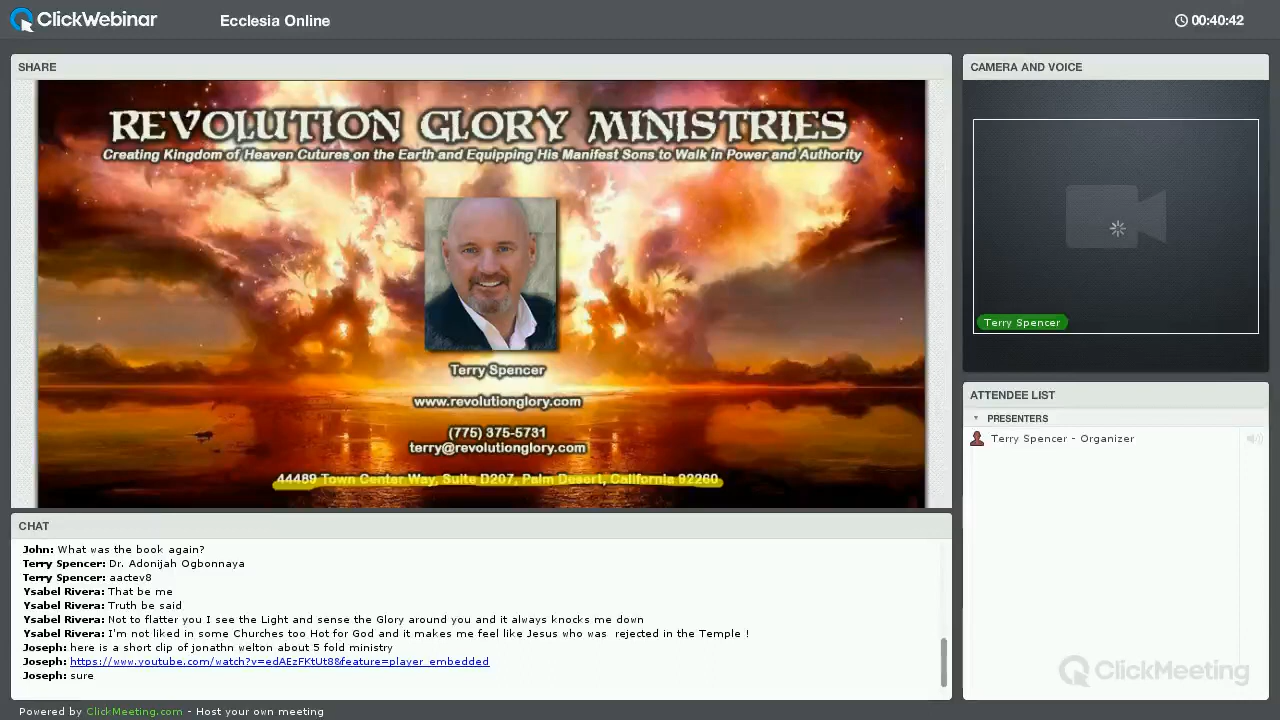 ClickWebinar
Ecclesia Online
00:40:42
SHARE
REVOLUTION GLORY MINISTRIES
Creating Kingdom of Heaven Cutures on the Earth and Equipping His Manifest Sons to Walk in Power and Authority
Terry Spencer
www.revolutionglory.com
(775) 375-5731
terry@revolutionglory.com
44489 Town Center Way, Suite D207, Palm Desert, California 92260
CAMERA AND VOICE
Terry Spencer
ATTENDEE LIST
PRESENTERS
Terry Spencer - Organizer
CHAT
John: What was the book again?
Terry Spencer: Dr. Adonijah Ogbonnaya
Terry Spencer: aactev8
Ysabel Rivera: That be me
Ysabel Rivera: Truth be said
Ysabel Rivera: Not to flatter you I see the Light and sense the Glory around you and it always knocks me down
Ysabel Rivera: I'm not liked in some Churches too Hot for God and it makes me feel like Jesus who was rejected in the Temple !
Joseph: here is a short clip of jonathn welton about 5 fold ministry
Joseph: https://www.youtube.com/watch?v=edAEzFKtUt8&feature=player_embedded
Joseph: sure
ClickMeeting
Powered by ClickMeeting.com - Host your own meeting